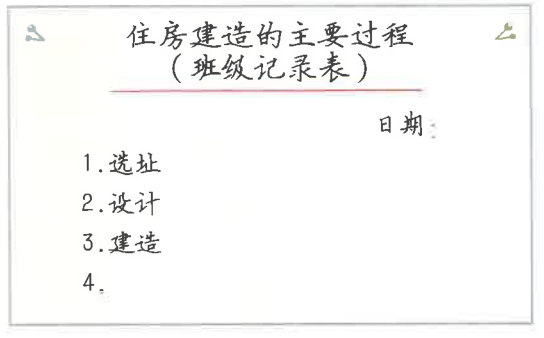 住房建造的主要过程
（班级记录表）
日期：
1.选址
2.设计
3.建造
4.